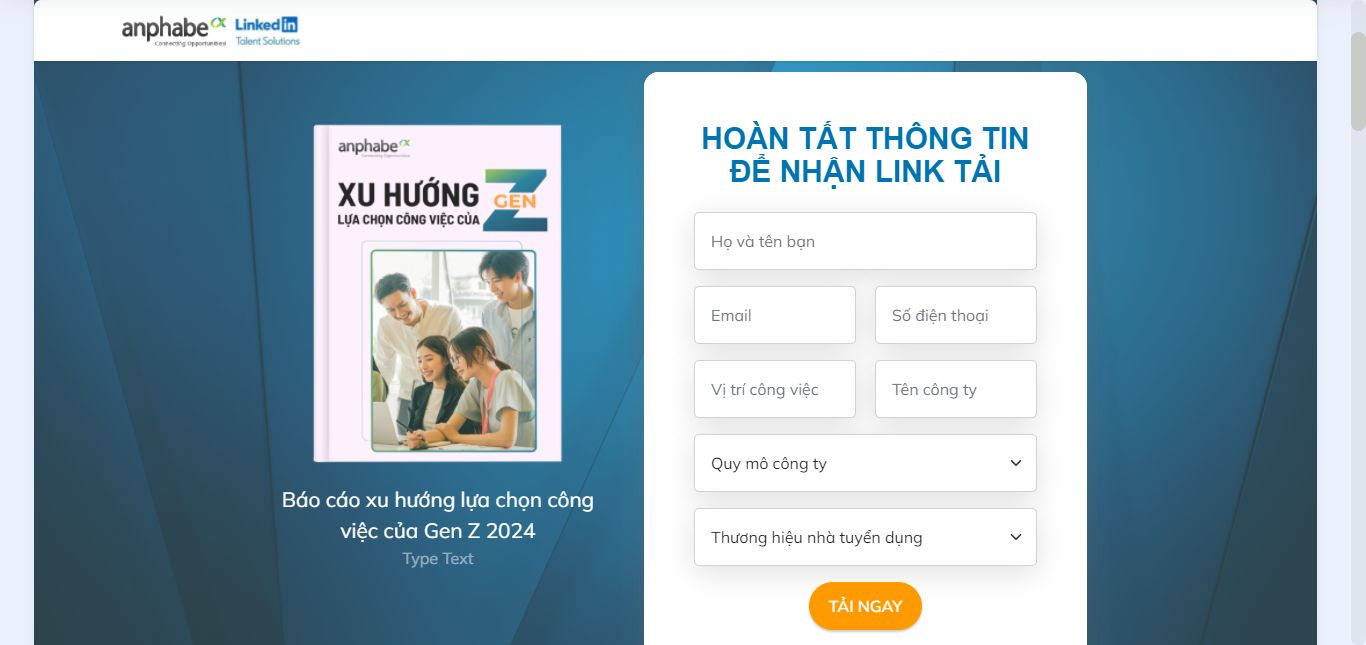 anphabe
Connecting Opportunities
LinkedIn
Talent Solutions
anphabe
XU HƯỚNG
LỰA CHỌN CÔNG VIỆC CỦA
GEN Z
Báo cáo xu hướng lựa chọn công
việc của Gen Z 2024
Type Text
HOÀN TẤT THÔNG TIN
ĐỂ NHẬN LINK TẢI
Họ và tên bạn
Email
Số điện thoại
Vị trí công việc
Tên công ty
Quy mô công ty
Thương hiệu nhà tuyển dụng
TẢI NGAY